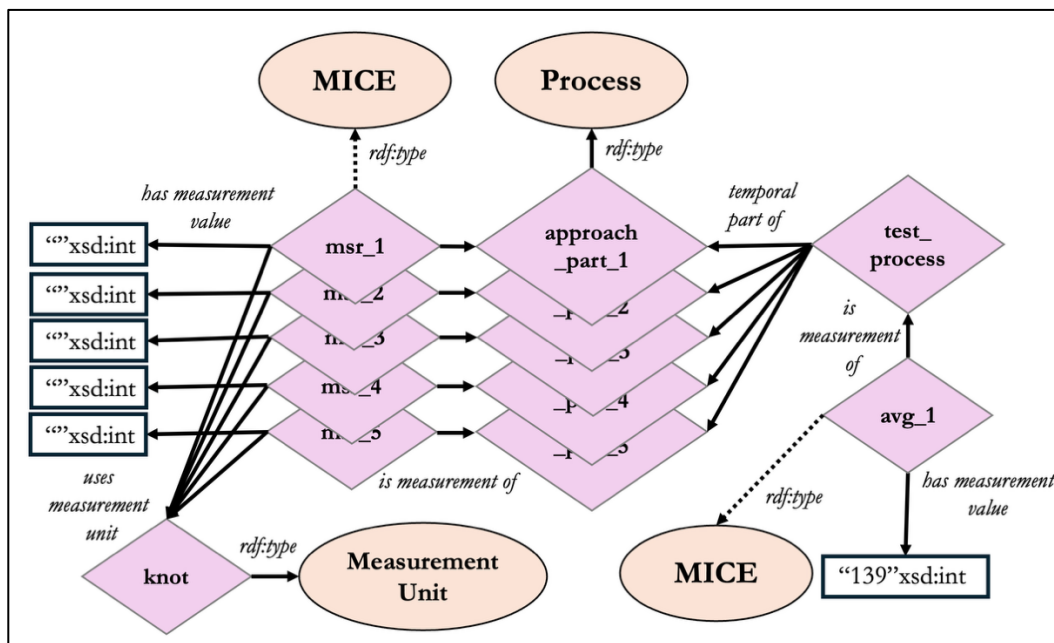 MICE
Process
rdf:type
rdf:type
has measurement
value
temporal
part of
“”xsd:int
msr_1
approach
_part_1
test_
process
“”xsd:int
“”xsd:int
“”xsd:int
“”xsd:int
is
measurement
of
avg_1
uses
measurement
unit
is measurement of
rdf:type
has measurement
value
knot
rdf:type
Measurement
Unit
MICE
“139”xsd:int